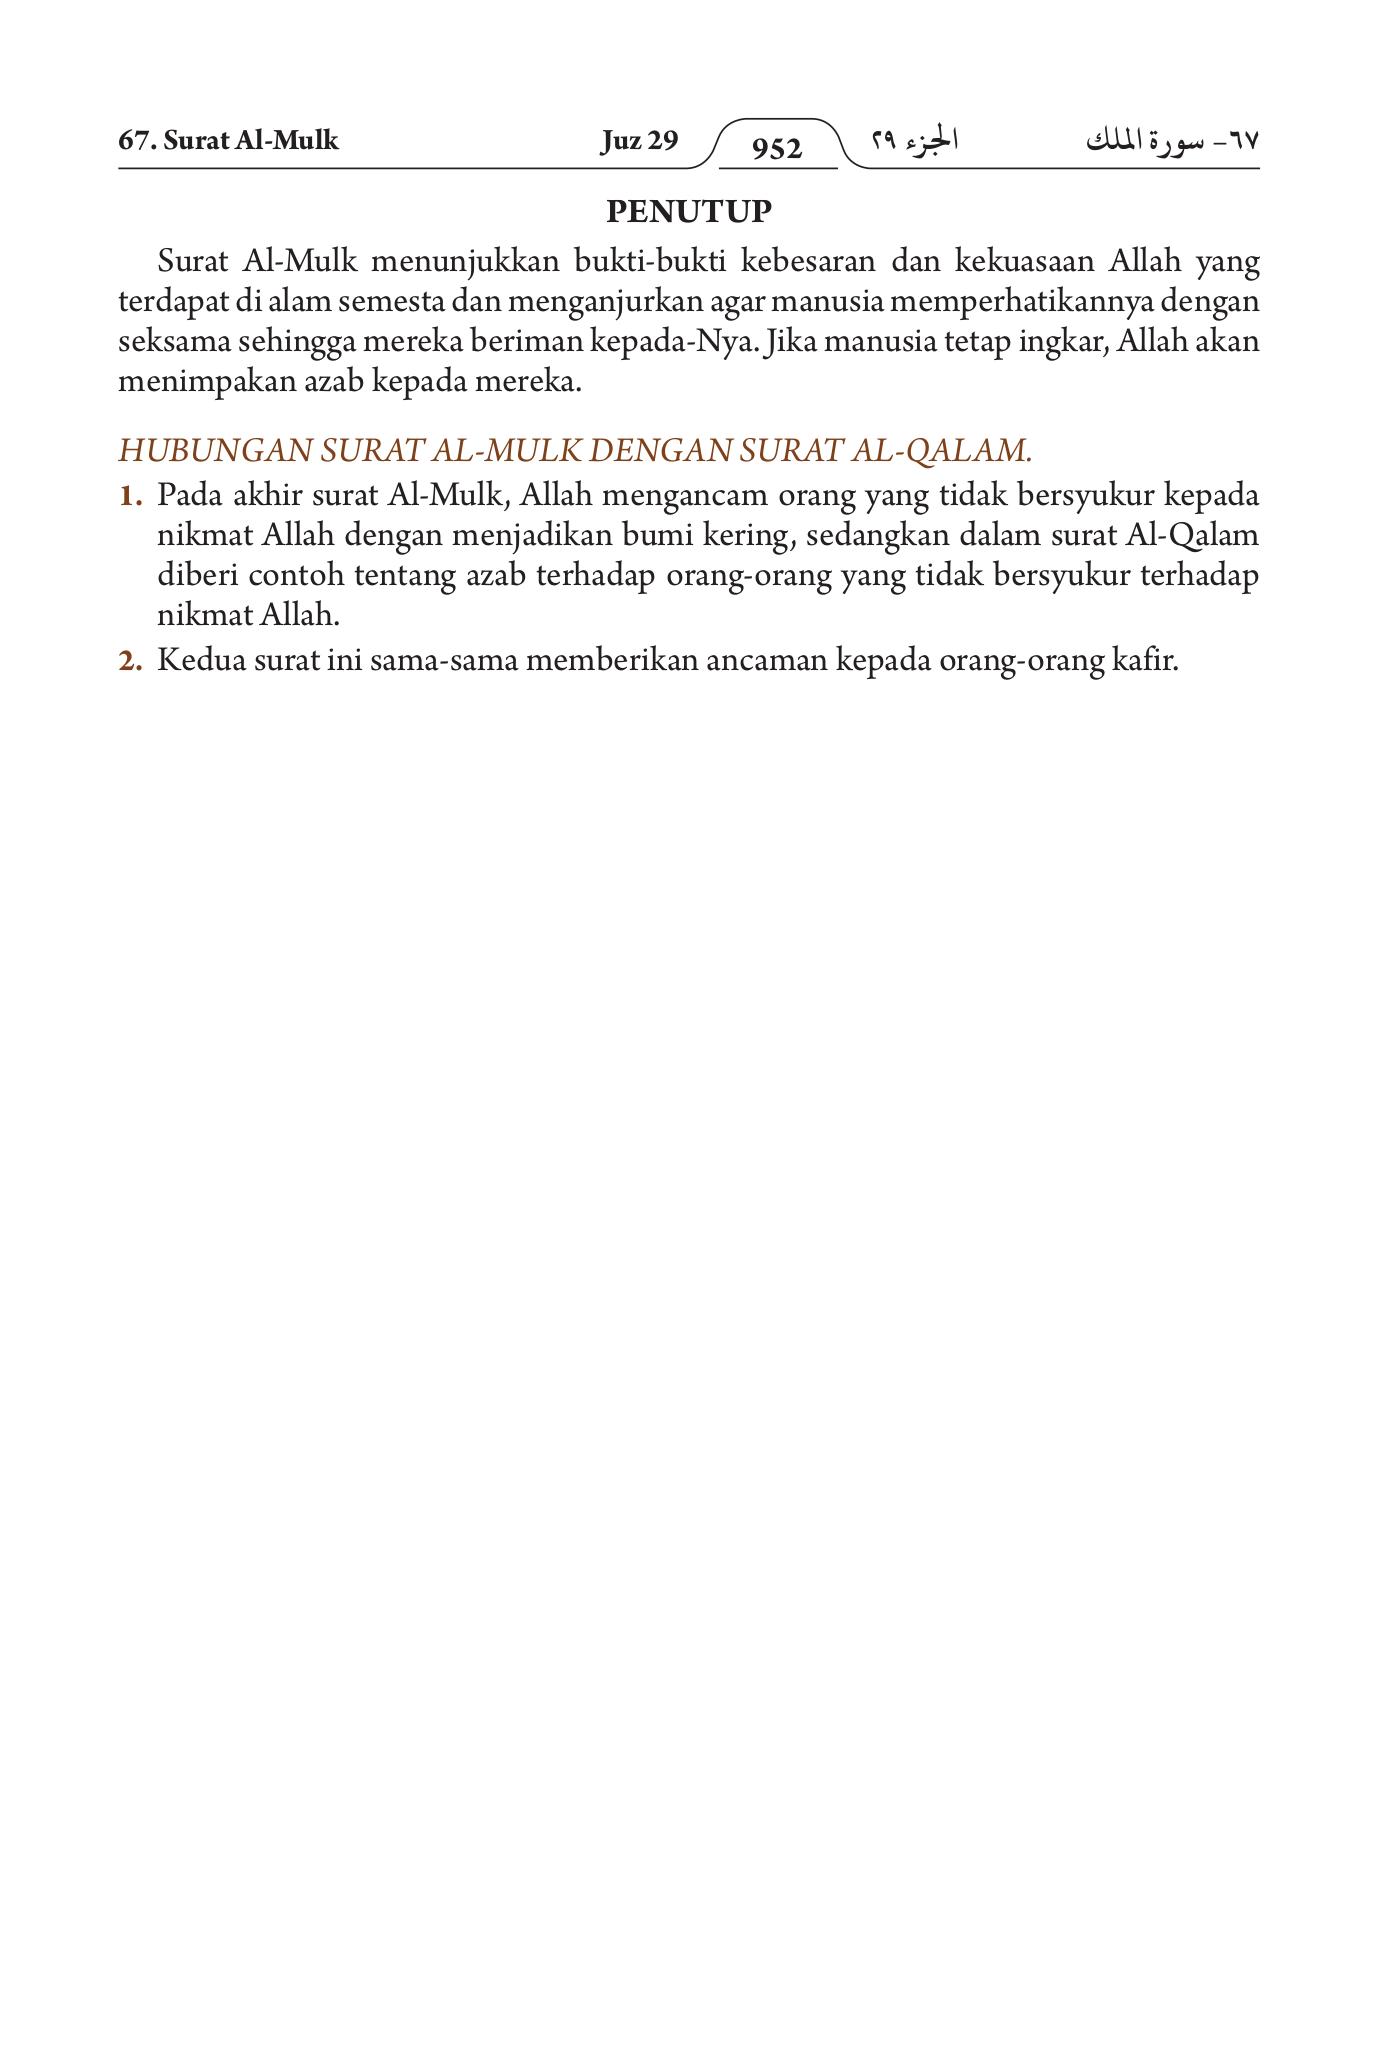 67. Surat Al-Mulk Juz 29 952 الجزء ٢٩ ٦٧- سورة الملك
PENUTUP
Surat Al-Mulk menunjukkan bukti-bukti kebesaran dan kekuasaan Allah yang
terdapat di alam semesta dan menganjurkan agar manusia memperhatikannya dengan
seksama sehingga mereka beriman kepada-Nya. Jika manusia tetap ingkar, Allah akan
menimpakan azab kepada mereka.
HUBUNGAN SURAT AL-MULK DENGAN SURAT AL-QALAM.
1. Pada akhir surat Al-Mulk, Allah mengancam orang yang tidak bersyukur kepada
nikmat Allah dengan menjadikan bumi kering, sedangkan dalam surat Al-Qalam
diberi contoh tentang azab terhadap orang-orang yang tidak bersyukur terhadap
nikmat Allah.
2. Kedua surat ini sama-sama memberikan ancaman kepada orang-orang kafir.